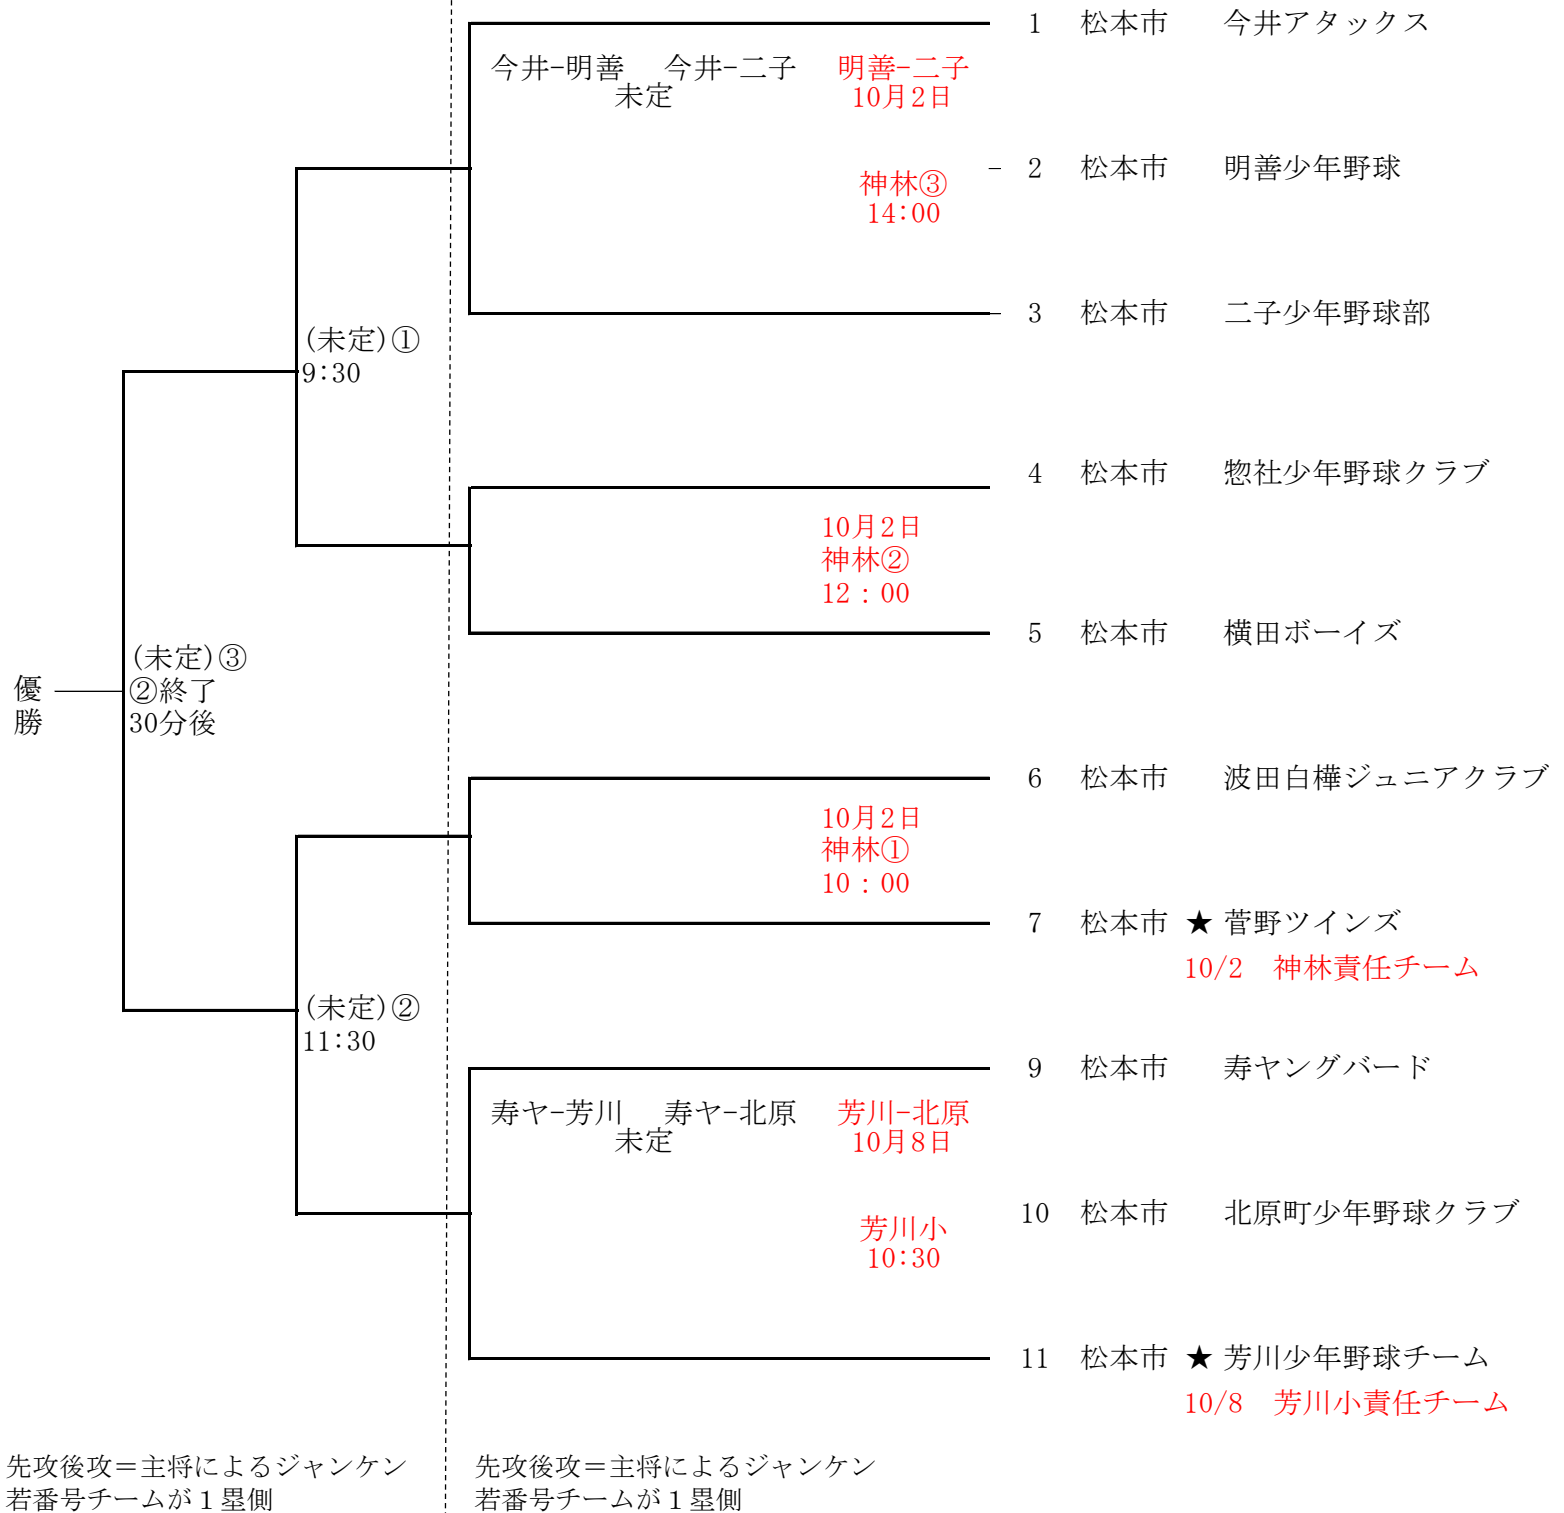 1 松本市 今井アタックス
今井-明善 今井-二子 明善-二子
未定 10月2日
2 松本市 明善少年野球
神林③
14:00
3 松本市 二子少年野球部
(未定)①
9:30
4 松本市 惣社少年野球クラブ
10月2日
神林②
12：00
5 松本市 横田ボーイズ
(未定)③
②終了
30分後
優
勝
6 松本市 波田白樺ジュニアクラブ
10月2日
神林①
10：00
7 松本市 ★ 菅野ツインズ
10/2 神林責任チーム
(未定)②
11:30
9 松本市 寿ヤングバード
寿ヤ-芳川 寿ヤ-北原 芳川-北原
未定 10月8日
10 松本市 北原町少年野球クラブ
芳川小
10:30
11 松本市 ★ 芳川少年野球チーム
10/8 芳川小責任チーム
先攻後攻＝主将によるジャンケン
若番号チームが１塁側
先攻後攻＝主将によるジャンケン
若番号チームが１塁側